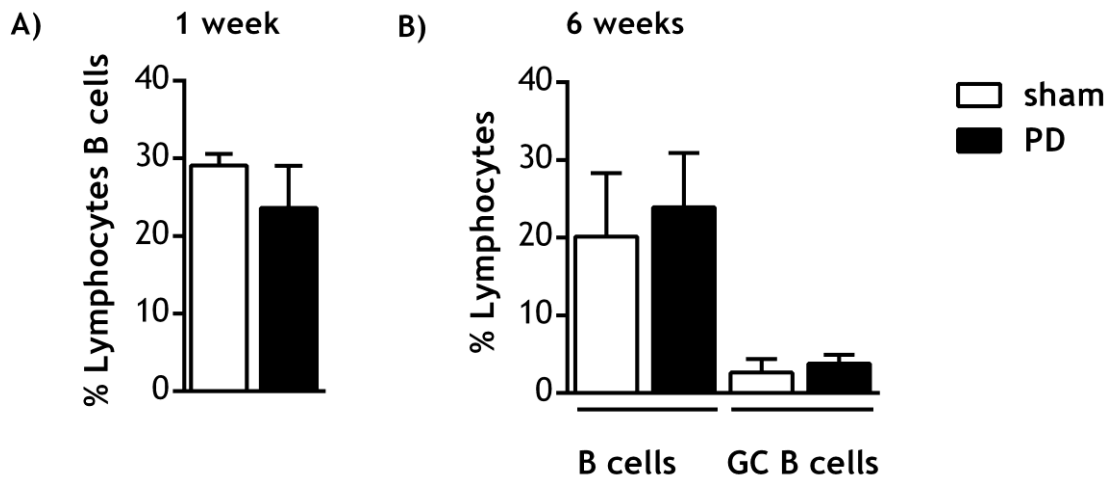 A)
1 week
% Lymphocytes B cells
40
30
20
10
0
B)
6 weeks
% Lymphocytes
40
30
20
10
0
B cells
GC B cells
sham
PD